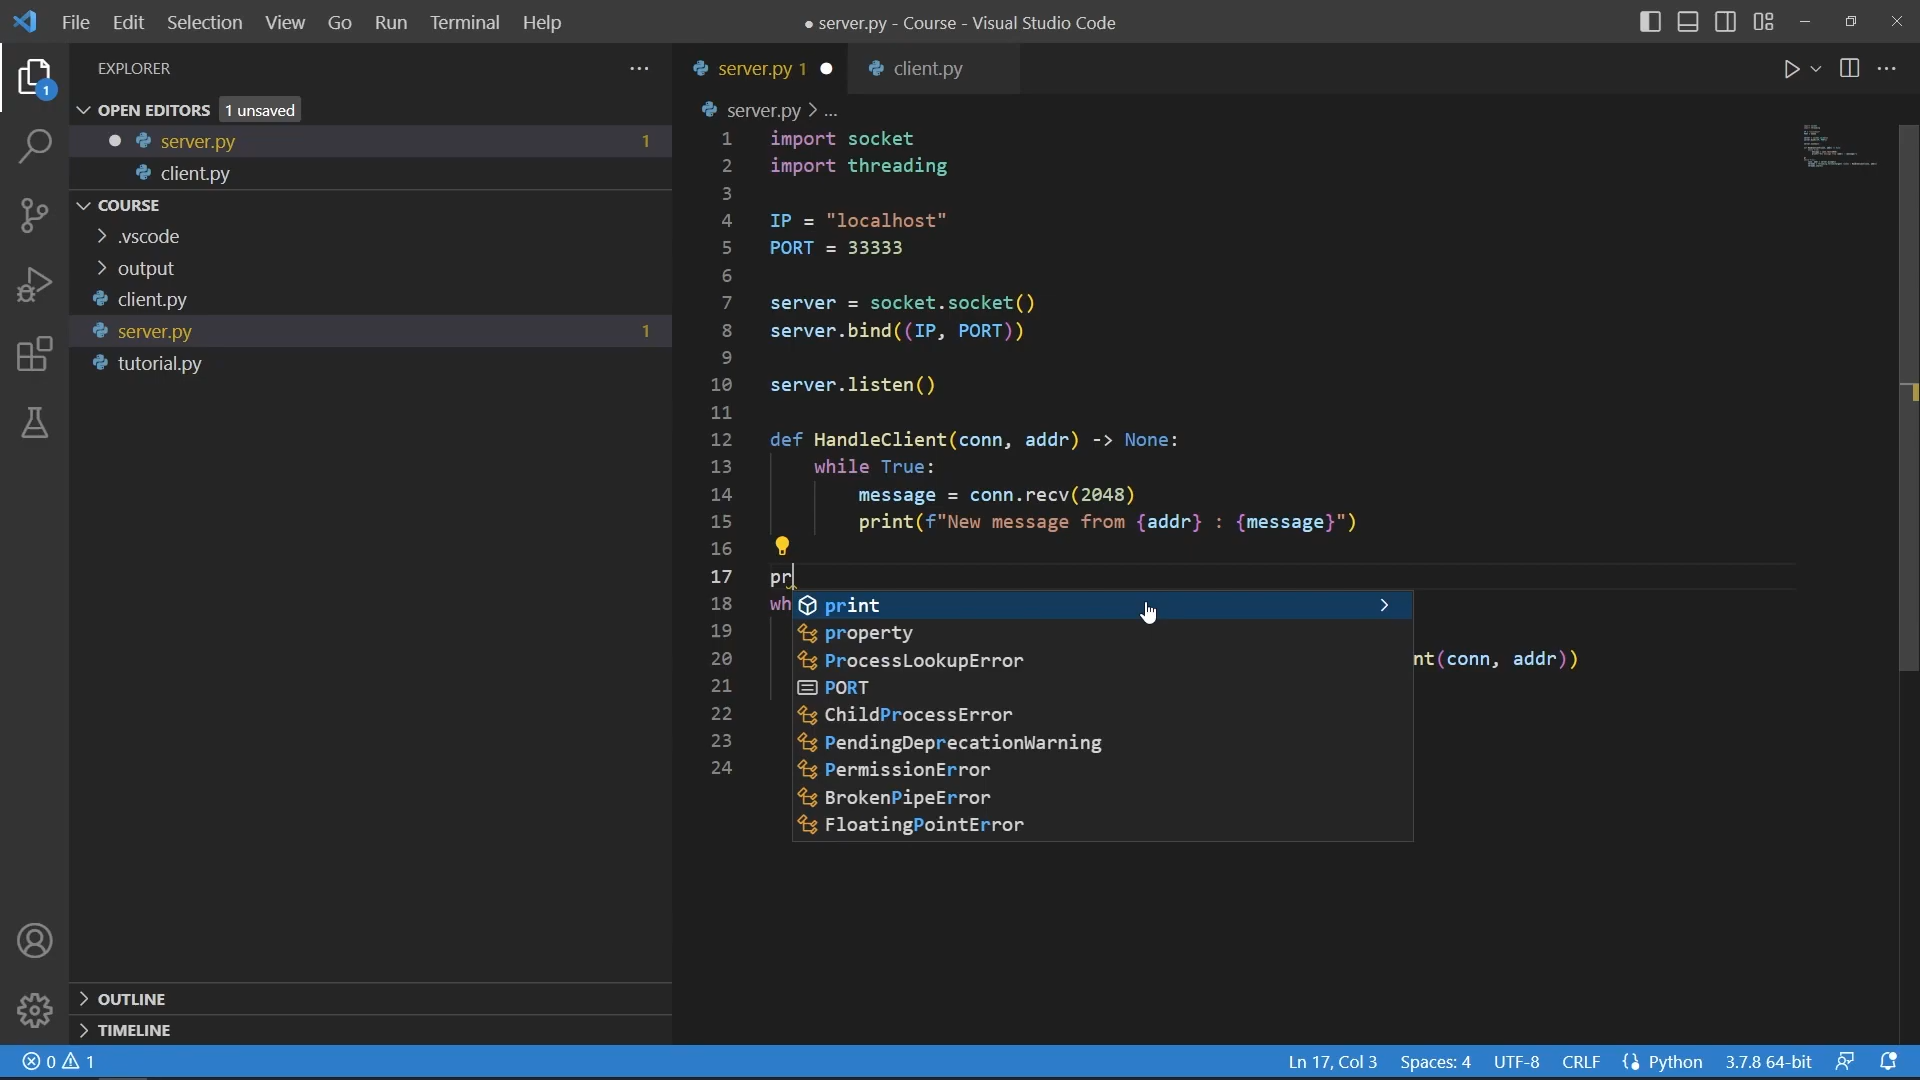 File Edit Selection View Go Run Terminal Help
● server.py - Course - Visual Studio Code
EXPLORER
1
OPEN EDITORS 1 unsaved
server.py 1
client.py
COURSE
.vscode
output
client.py
server.py 1
tutorial.py
OUTLINE
TIMELINE
server.py 1
client.py
server.py > ...
1 import socket
2 import threading
3
4 IP = "localhost"
5 PORT = 33333
6
7 server = socket.socket()
8 server.bind((IP, PORT))
9
10 server.listen()
11
12 def HandleClient(conn, addr) -> None:
13 while True:
14 message = conn.recv(2048)
15 print(f"New message from {addr} : {message}")
16
17 pr
18 wh
19
20 nt(conn, addr))
21
22
23
24
print
property
ProcessLookupError
PORT
ChildProcessError
PendingDeprecationWarning
PermissionError
BrokenPipeError
FloatingPointError
0 1
Ln 17, Col 3 Spaces: 4 UTF-8 CRLF {} Python 3.7.8 64-bit